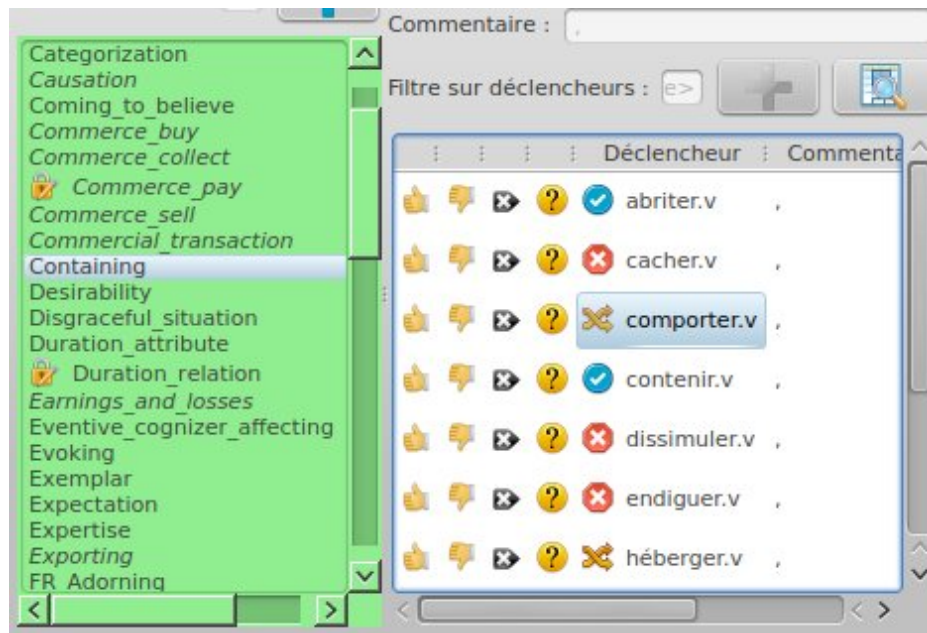 Commentaire : ,
Filtre sur déclencheurs : e>
Categorization
Causation
Coming_to_believe
Commerce_buy
Commerce_collect
Commerce_pay
Commerce_sell
Commercial_transaction
Containing
Desirability
Disgraceful_situation
Duration_attribute
Duration_relation
Earnings_and_losses
Eventive_cognizer_affecting
Evoking
Exemplar
Expectation
Expertise
Exporting
FR_Adorning
Déclencheur Commenta
abriter.v ,
cacher.v ,
comporter.v ,
contenir.v ,
dissimuler.v ,
endiguer.v ,
héberger.v ,